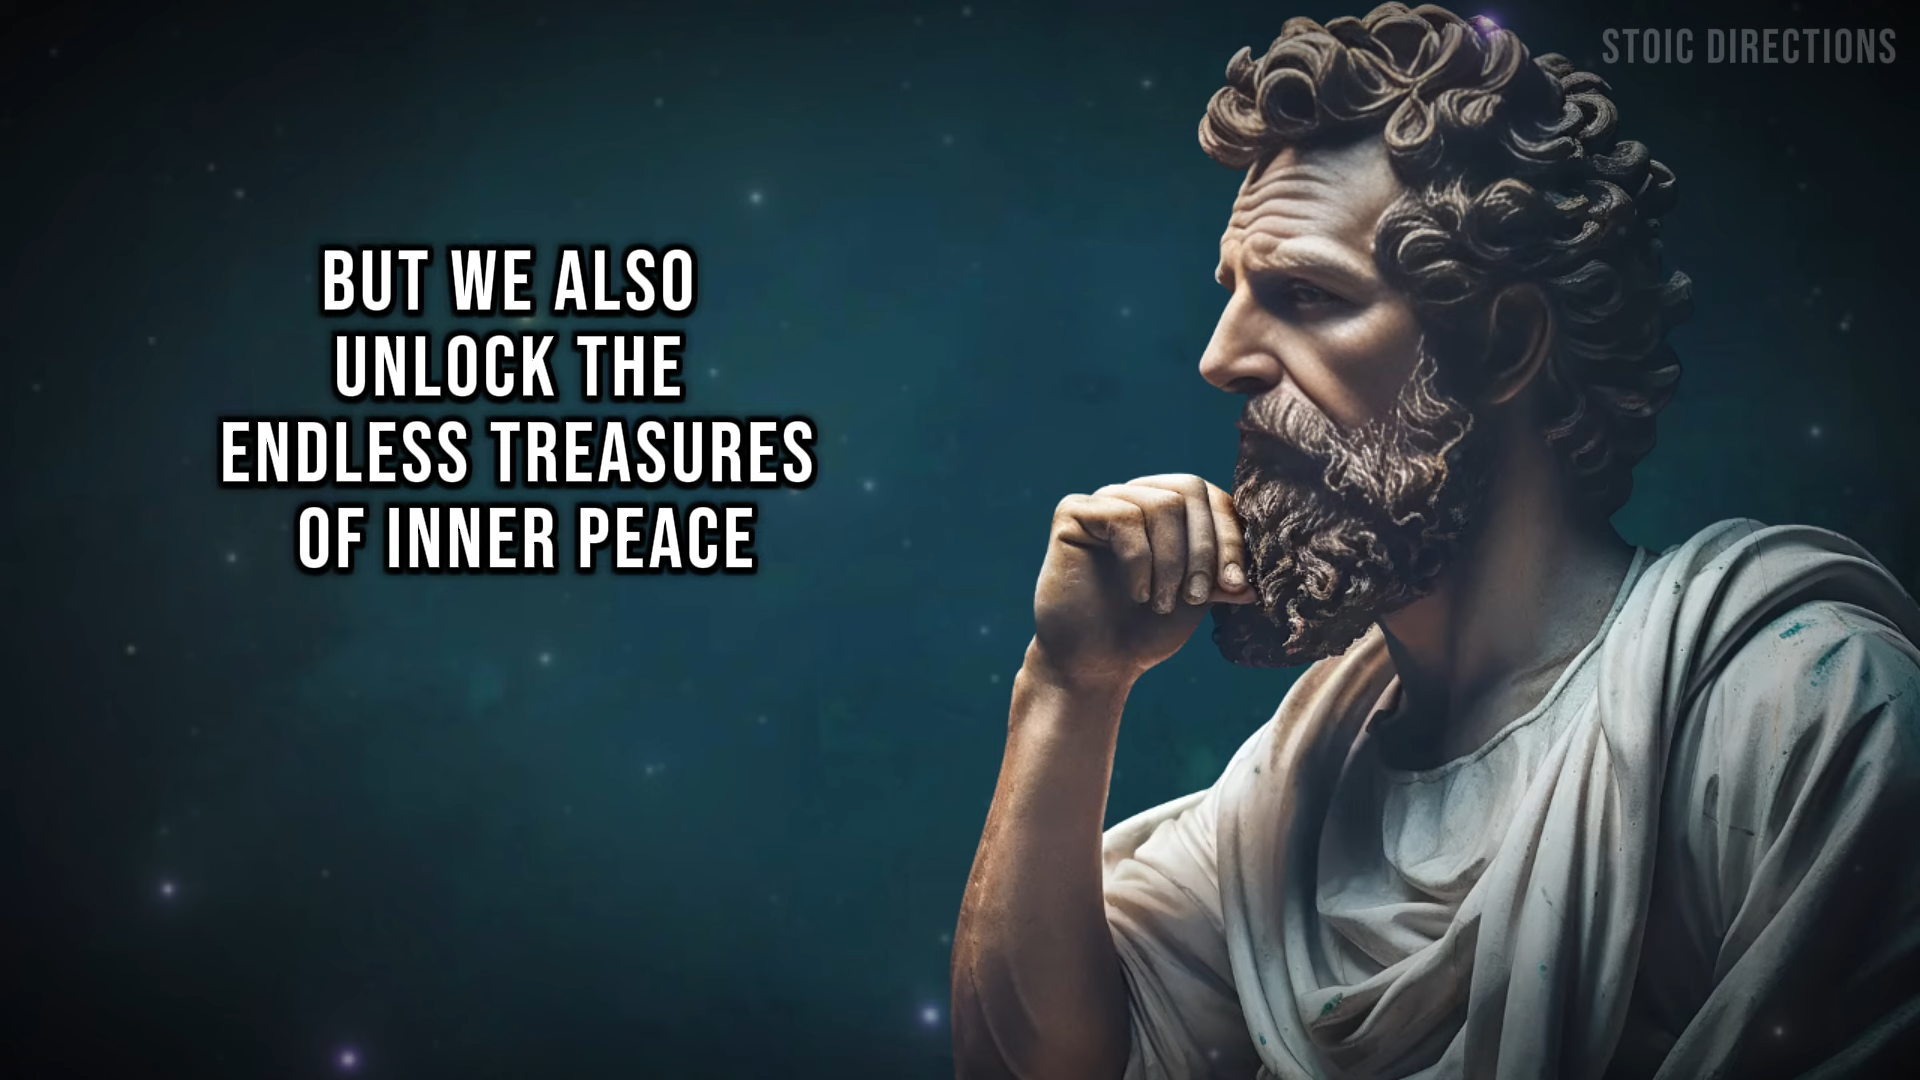 STOIC DIRECTIONS
BUT WE ALSO
UNLOCK THE
ENDLESS TREASURES
OF INNER PEACE